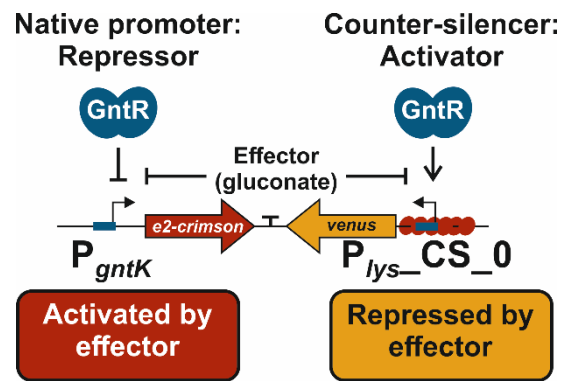 Native promoter:
Repressor
Counter-silencer:
Activator
GntR
GntR
Effector
(gluconate)
e2-crimson
venus
PgntK
Plys_CS_0
Activated by
effector
Repressed by
effector